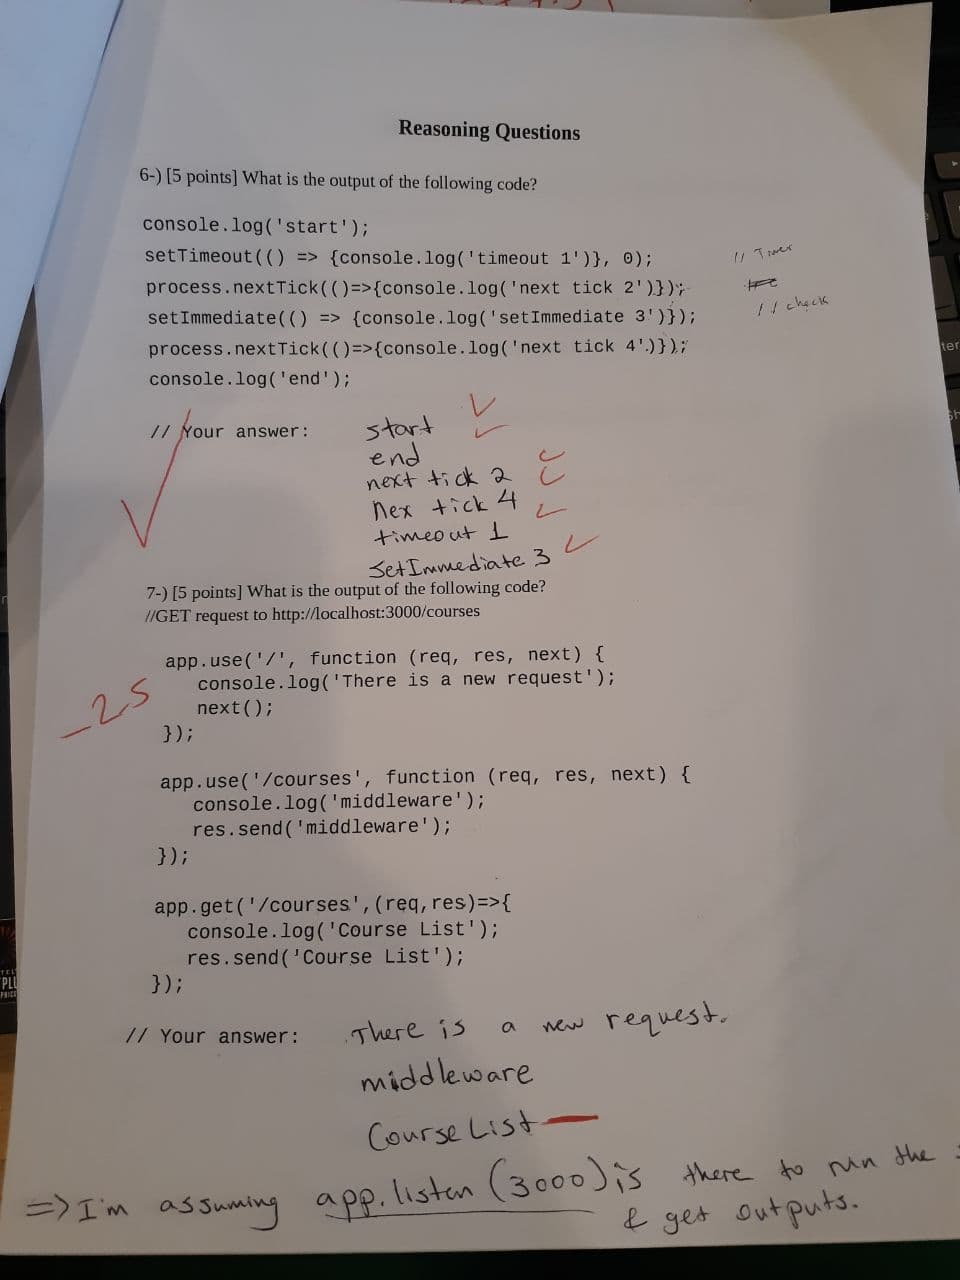 Reasoning Questions
6-) [5 points] What is the output of the following code?
console.log('start');
setTimeout(() => {console.log('timeout 1')}, 0); // Timer
process.nextTick(()=>{console.log('next tick 2')});
setImmediate(() => {console.log('setImmediate 3')}); // check
process.nextTick(()=>{console.log('next tick 4')});
console.log('end');
// Your answer: start
end
next tick 2
nex tick 4
timeout 1
SetImmediate 3
7-) [5 points] What is the output of the following code?
//GET request to http://localhost:3000/courses
app.use('/', function (req, res, next) {
console.log('There is a new request');
-2.5 next();
});
app.use('/courses', function (req, res, next) {
console.log('middleware');
res.send('middleware');
});
app.get('/courses',(req,res)=>{
console.log('Course List');
res.send('Course List');
});
// Your answer: There is a new request.
middleware
Course List
=> I'm assuming app.listen (3000) is there to run the
& get outputs.